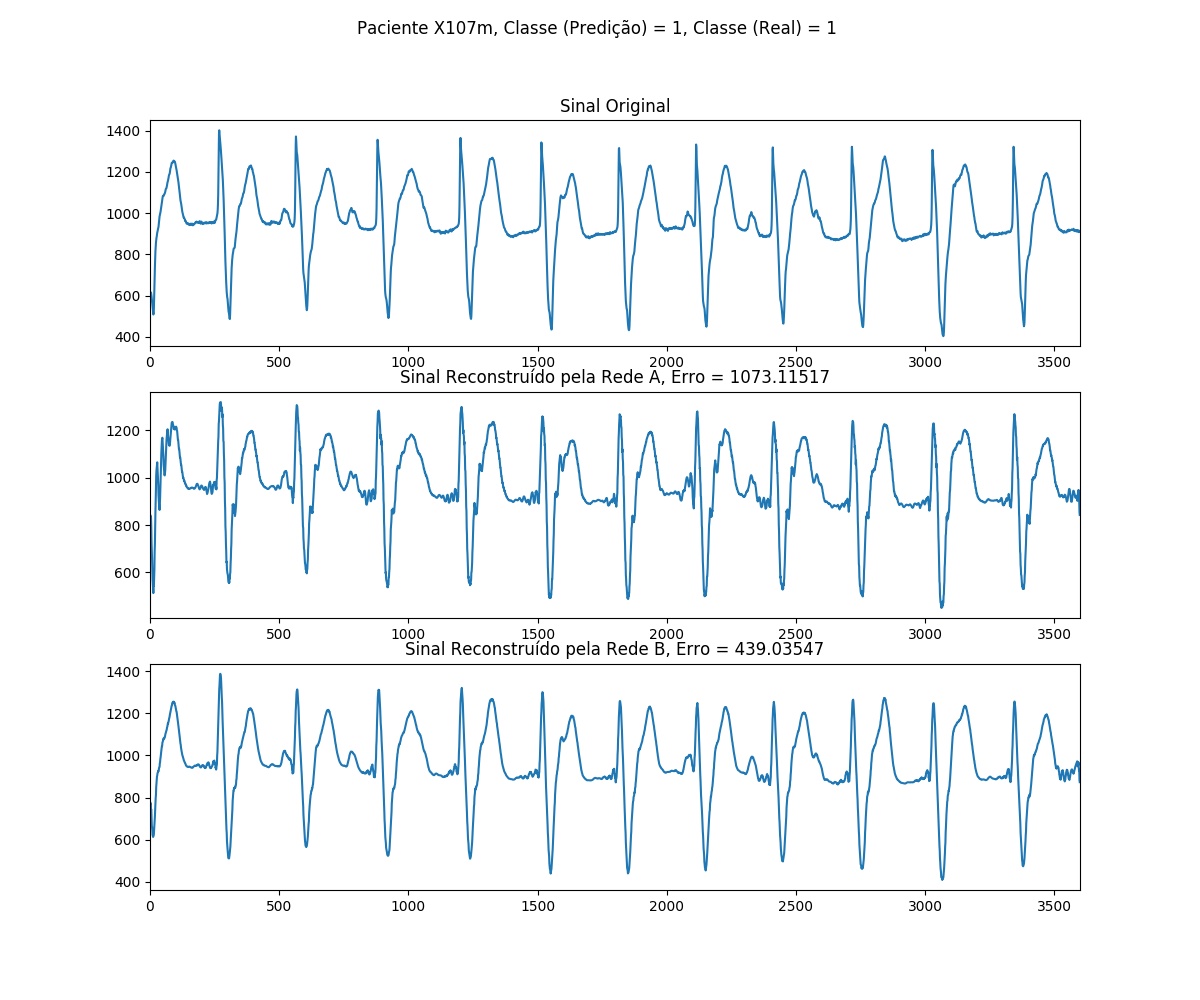 Paciente X107m, Classe (Predição) = 1, Classe (Real) = 1
Sinal Original
1400
1200
1000
800
600
400
0 500 1000 1500 2000 2500 3000 3500
Sinal Reconstruído pela Rede A, Erro = 1073.11517
1200
1000
800
600
0 500 1000 1500 2000 2500 3000 3500
Sinal Reconstruído pela Rede B, Erro = 439.03547
1400
1200
1000
800
600
400
0 500 1000 1500 2000 2500 3000 3500